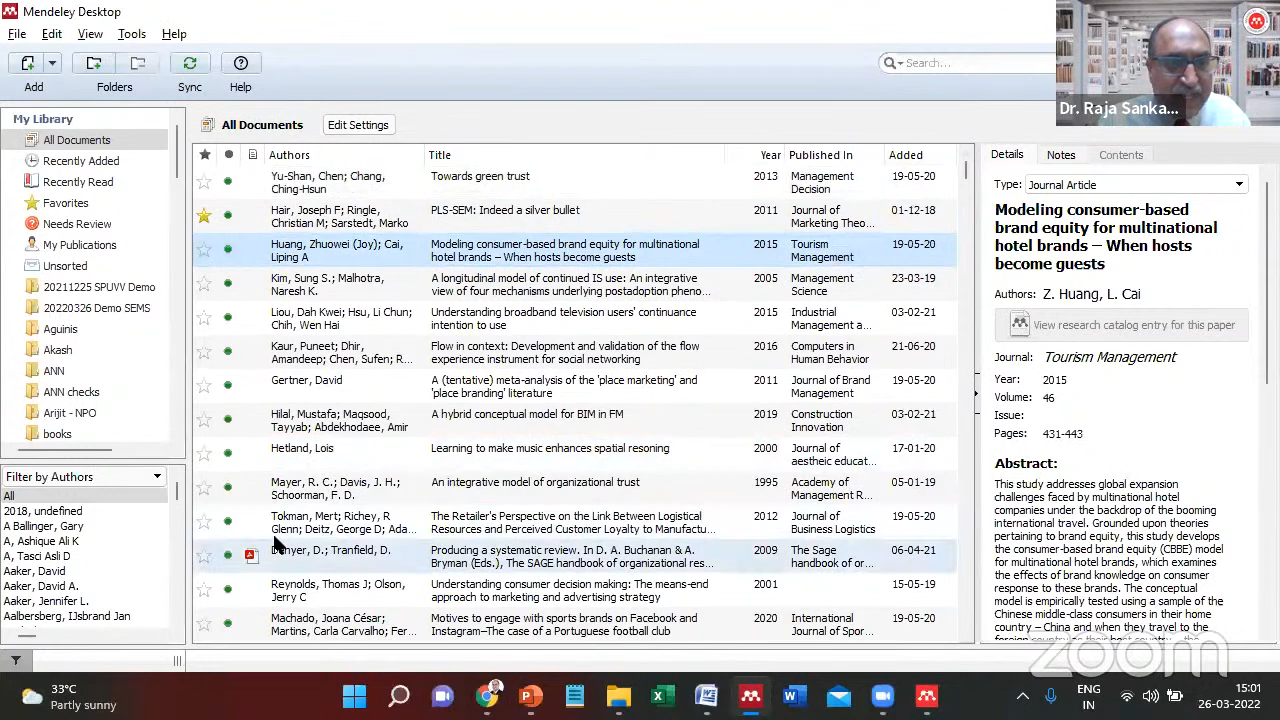 Mendeley Desktop
File Edit View Tools Help
Add Folders Sync Help
Search...
Dr. Raja Sanka...
My Library
All Documents
Recently Added
Recently Read
Favorites
Needs Review
My Publications
Unsorted
20211225 SPUVV Demo
20220326 Demo SEMS
Aguinis
Akash
ANN
ANN checks
Arijit - NPO
books
Filter by Authors
All
2018, undefined
A Ballinger, Gary
A, Ashique Ali K
A, Tasci Asli D
Aaker, David
Aaker, David A.
Aaker, Jennifer L.
Aalbersberg, IJsbrand Jan
All Documents Edit Settings
Authors Title Year Published In Added
Yu-Shan, Chen; Chang, Towards green trust 2013 Management 19-05-20
Ching-Hsun Decision
Hair, Joseph F; Ringle, PLS-SEM: Indeed a silver bullet 2011 Journal of 01-12-18
Christian M; Sarstedt, Marko Marketing Theo...
Huang, Zhuowei (Joy); Cai, Modeling consumer-based brand equity for multinational 2015 Tourism 19-05-20
Liping A hotel brands – When hosts become guests Management
Kim, Sung S.; Malhotra, A longitudinal model of continued IS use: An integrative 2005 Management 23-03-19
Naresh K. view of four mechanisms underlying postadoption pheno... Science
Liou, Dah Kwei; Hsu, Li Chun; Understanding broadband television users' continuance 2015 Industrial 03-02-21
Chih, Wen Hai intention to use Management a...
Kaur, Puneet; Dhir, Flow in context: Development and validation of the flow 2016 Computers in 21-06-20
Amandeep; Chen, Sufen; R... experience instrument for social networking Human Behavior
Gertner, David A (tentative) meta-analysis of the 'place marketing' and 2011 Journal of Brand 19-05-20
'place branding' literature Management
Hilal, Mustafa; Maqsood, A hybrid conceptual model for BIM in FM 2019 Construction 03-02-21
Tayyab; Abdekhodaee, Amir Innovation
Hetland, Lois Learning to make music enhances spatial reasoning 2000 Journal of 17-01-20
aestheic educat...
Mayer, R. C.; Davis, J. H.; An integrative model of organizational trust 1995 Academy of 05-01-19
Schoorman, F. D. Management R...
Tokman, Mert; Richey, R The Retailer's Perspective on the Link Between Logistical 2012 Journal of 19-05-20
Glenn; Deitz, George D; Ada... Resources and Perceived Customer Loyalty to Manufactu... Business Logistics
Denyer, D.; Tranfield, D. Producing a systematic review. In D. A. Buchanan & A. 2009 The Sage 06-04-21
Bryman (Eds.), The SAGE handbook of organizational res... handbook of or...
Reynolds, Thomas J; Olson, Understanding consumer decision making: The means-end 2001 19-05-19
Jerry C approach to marketing and advertising strategy
Machado, Joana César; Motives to engage with sports brands on Facebook and 2020 International 19-05-20
Martins, Carla Carvalho; Fer... Instagram–The case of a Portuguese football club Journal of Spor...
Details Notes Contents
Type: Journal Article
Modeling consumer-based
brand equity for multinational
hotel brands – When hosts
become guests
Authors: Z. Huang, L. Cai
View research catalog entry for this paper
Journal: Tourism Management
Year: 2015
Volume: 46
Issue:
Pages: 431-443
Abstract:
This study addresses global expansion
challenges faced by multinational hotel
companies under the backdrop of the booming
international travel. Grounded upon theories
pertaining to brand equity, this study develops
the consumer-based brand equity (CBBE) model
for multinational hotel brands, which examines
the effects of brand knowledge on consumer
response to these brands. The conceptual
model is empirically tested using a sample of the
Chinese middle-class consumers in their home
country – China and when they travel to the
foreign country
zoom
33°C
Partly sunny
ENG
IN
15:01
26-03-2022